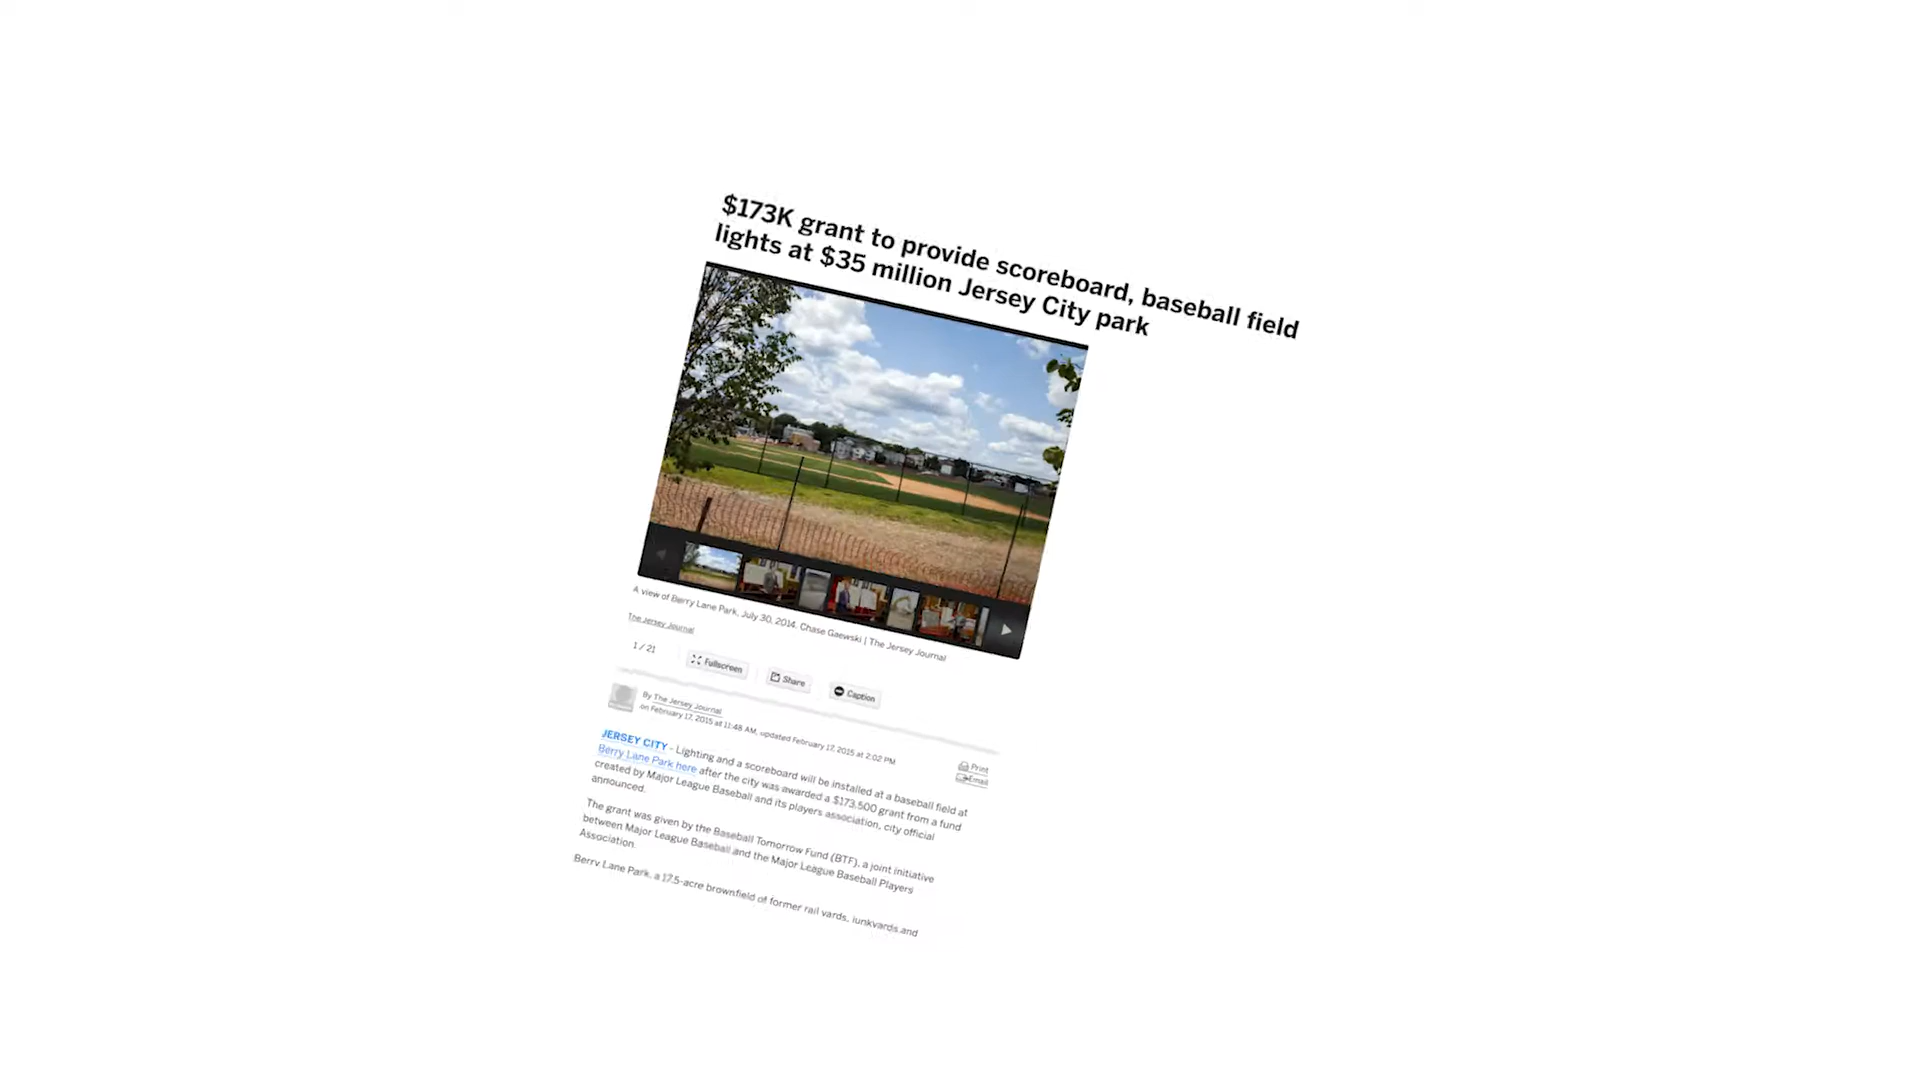 $173K grant to provide scoreboard, baseball field
lights at $35 million Jersey City park
A view of Berry Lane Park, July 30, 2014. Chase Gaewski | The Jersey Journal
The Jersey Journal
1 / 21
Fullscreen
Share
Caption
By The Jersey Journal
on February 17, 2015 at 11:48 AM, updated February 17, 2015 at 2:02 PM
Print
Email
JERSEY CITY - Lighting and a scoreboard will be installed at a baseball field at
Berry Lane Park here after the city was awarded a $173,500 grant from a fund
created by Major League Baseball and its players association, city official
announced.
The grant was given by the Baseball Tomorrow Fund (BTF), a joint initiative
between Major League Baseball and the Major League Baseball Players
Association.
Berry Lane Park, a 17.5-acre brownfield of former rail yards, junkyards and